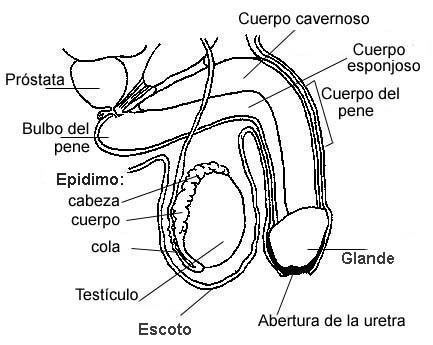 Cuerpo cavernoso
Cuerpo
esponjoso
Próstata
Cuerpo del
pene
Bulbo del
pene
Epidimo:
cabeza
cuerpo
cola
Glande
Testículo
Escoto
Abertura de la uretra